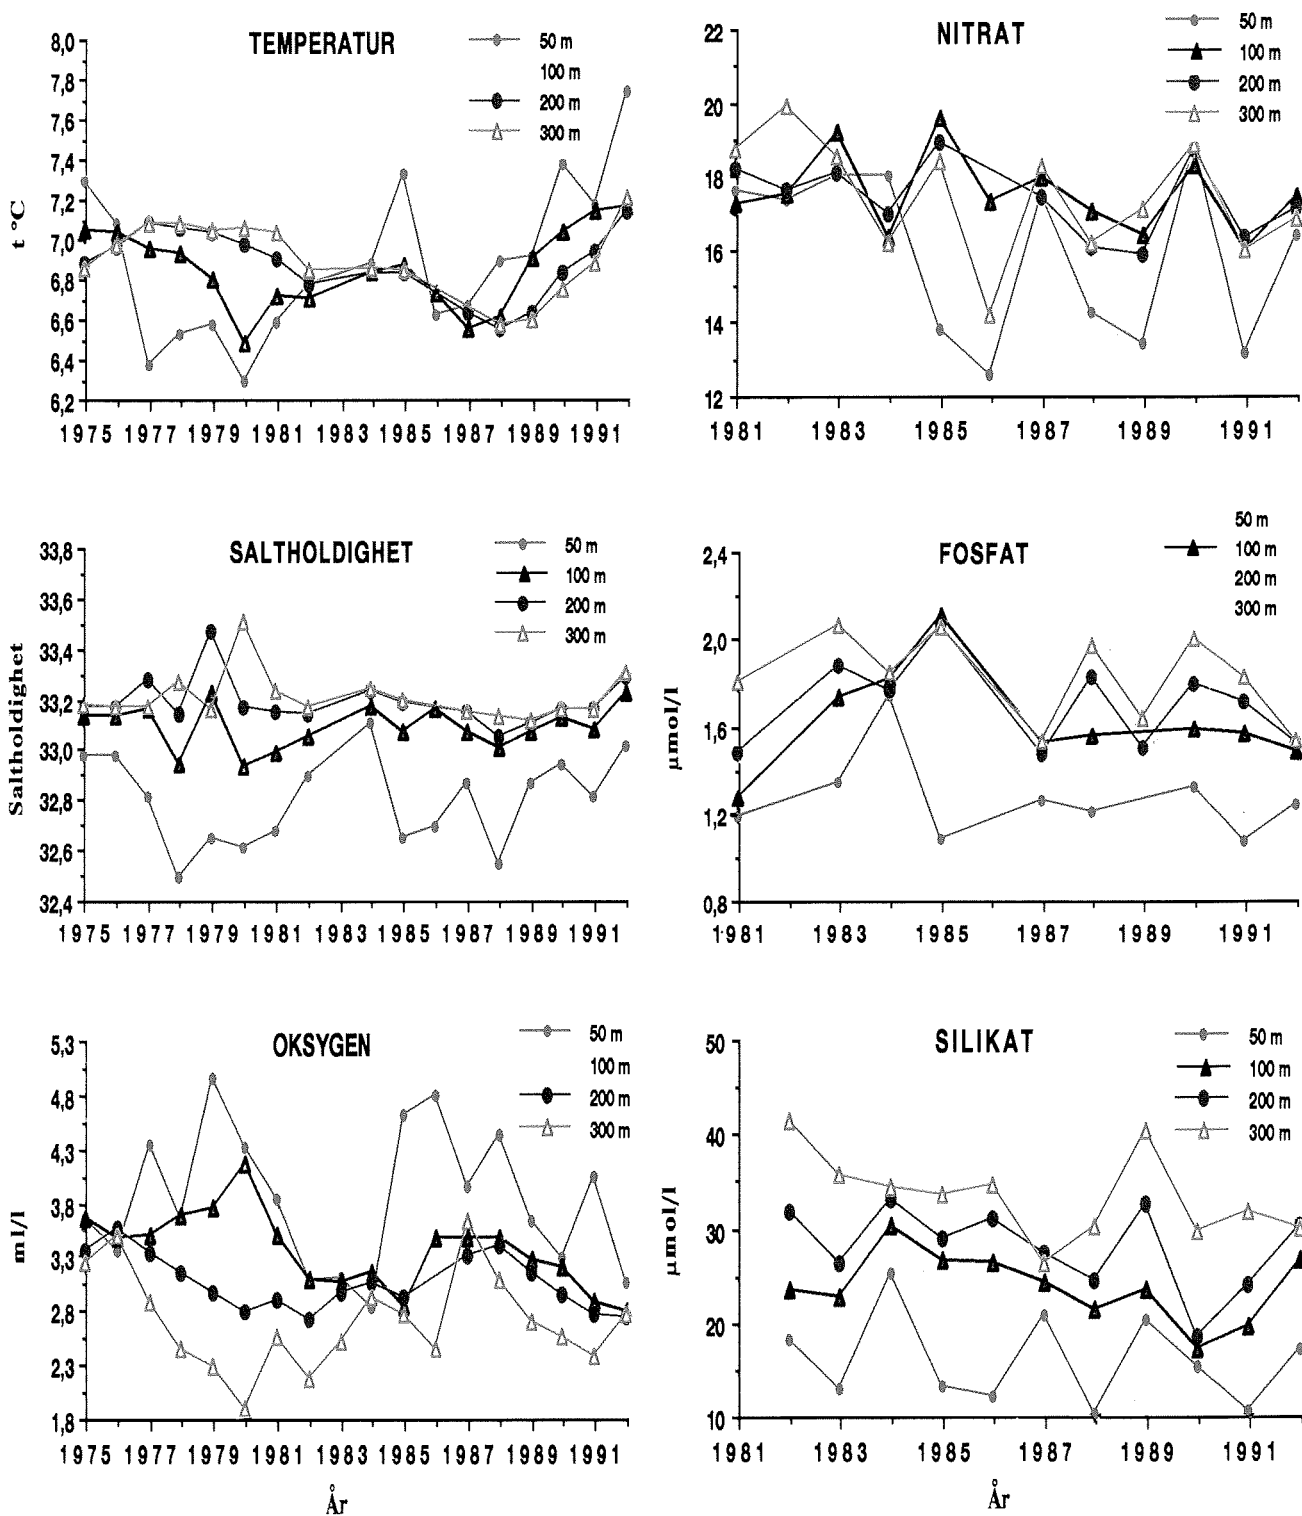 TEMPERATUR
50 m
100 m
200 m
300 m
8,0
7,8
7,6
7,4
7,2
7,0
6,8
6,6
6,4
6,2
t °C
1975 1977 1979 1981 1983 1985 1987 1989 1991
NITRAT
50 m
100 m
200 m
300 m
22
20
18
16
14
12
1981 1983 1985 1987 1989 1991
SALTHOLDIGHET
50 m
100 m
200 m
300 m
33,8
33,6
33,4
33,2
33,0
32,8
32,6
32,4
Saltholdighet
1975 1977 1979 1981 1983 1985 1987 1989 1991
FOSFAT
50 m
100 m
200 m
300 m
2,4
2,0
1,6
1,2
0,8
µmol/l
1981 1983 1985 1987 1989 1991
OKSYGEN
50 m
100 m
200 m
300 m
5,3
4,8
4,3
3,8
3,3
2,8
2,3
1,8
ml/l
1975 1977 1979 1981 1983 1985 1987 1989 1991
År
SILIKAT
50 m
100 m
200 m
300 m
50
40
30
20
10
µmol/l
1981 1983 1985 1987 1989 1991
År